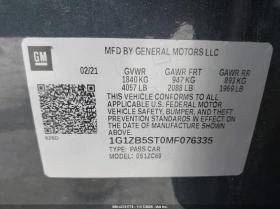 GM
MFD BY GENERAL MOTORS LLC
02/21
GVWR GAWR FRT GAWR RR
1840 KG 947 KG 893 KG
4057 LB 2088 LB 1969 LB
THIS VEHICLE CONFORMS TO ALL
APPLICABLE U.S. FEDERAL MOTOR VEHICLE
SAFETY, BUMPER, AND THEFT
PREVENTION STANDARDS IN EFFECT
ON THE DATE OF MANUFACTURE
SHOWN ABOVE.
1G1ZB5ST0MF076335
TYPE: PASS CAR
MODEL: 0S1ZC69